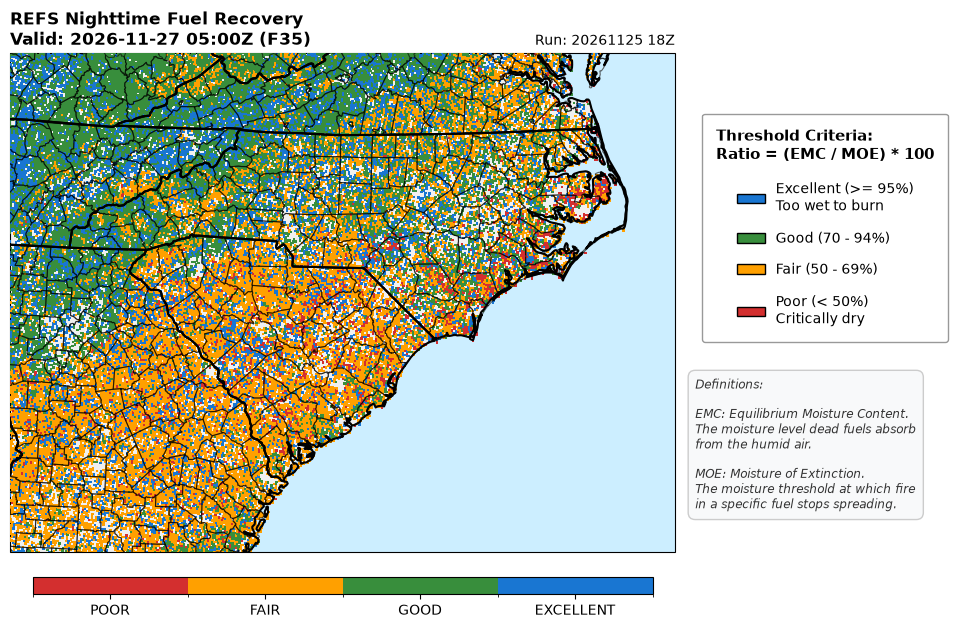 REFS Nighttime Fuel Recovery
Valid: 2026-11-27 05:00Z (F35)
Run: 20261125 18Z
Threshold Criteria:
Ratio = (EMC / MOE) * 100
Excellent (>= 95%)
Too wet to burn
Good (70 - 94%)
Fair (50 - 69%)
Poor (< 50%)
Critically dry
Definitions:
EMC: Equilibrium Moisture Content.
The moisture level dead fuels absorb
from the humid air.
MOE: Moisture of Extinction.
The moisture threshold at which fire
in a specific fuel stops spreading.
POOR
FAIR
GOOD
EXCELLENT